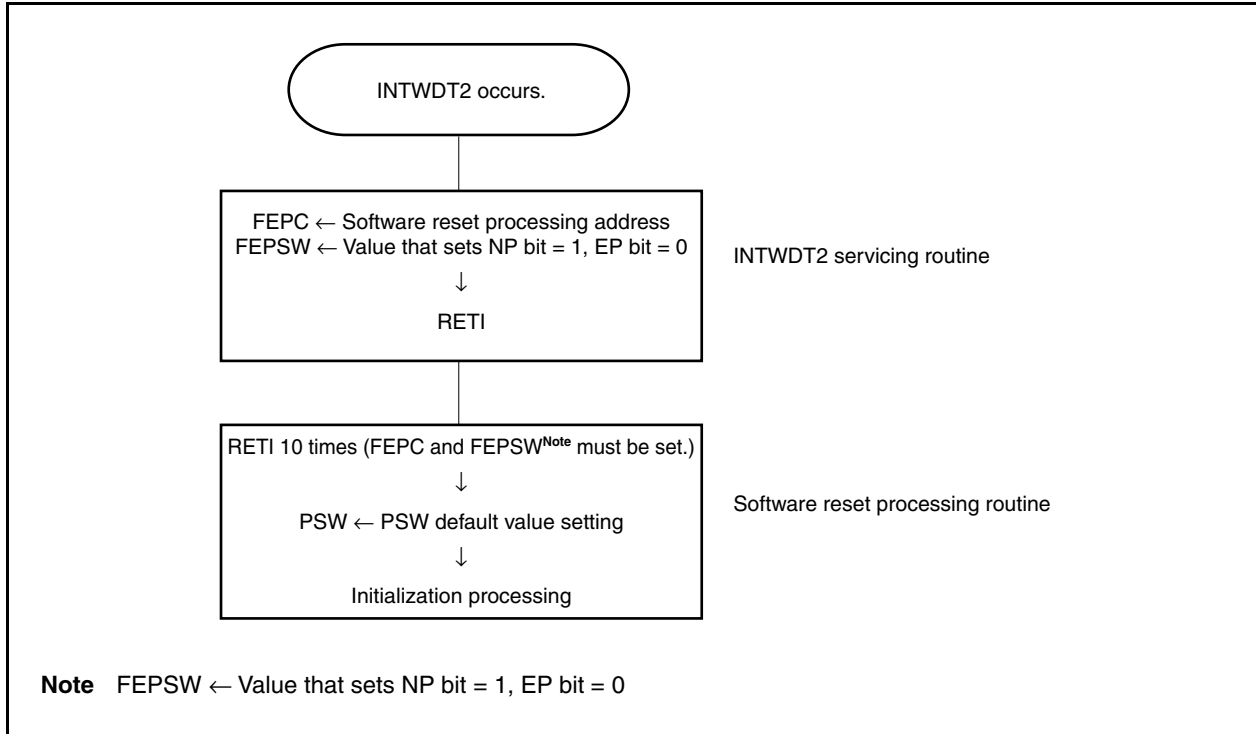 INTWDT2 occurs.
FEPC ← Software reset processing address
FEPSW ← Value that sets NP bit = 1, EP bit = 0
↓
RETI
INTWDT2 servicing routine
RETI 10 times (FEPC and FEPSWNote must be set.)
↓
PSW ← PSW default value setting
↓
Initialization processing
Software reset processing routine
Note FEPSW ← Value that sets NP bit = 1, EP bit = 0